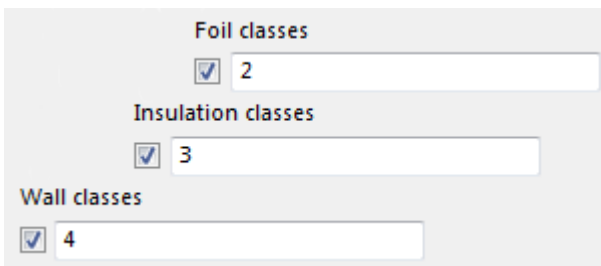 Foil classes
2
Insulation classes
3
Wall classes
4